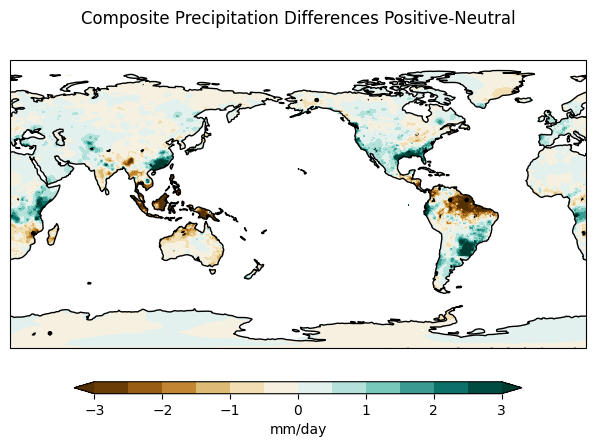 Composite Precipitation Differences Positive-Neutral
−3 −2 −1 0 1 2 3
mm/day